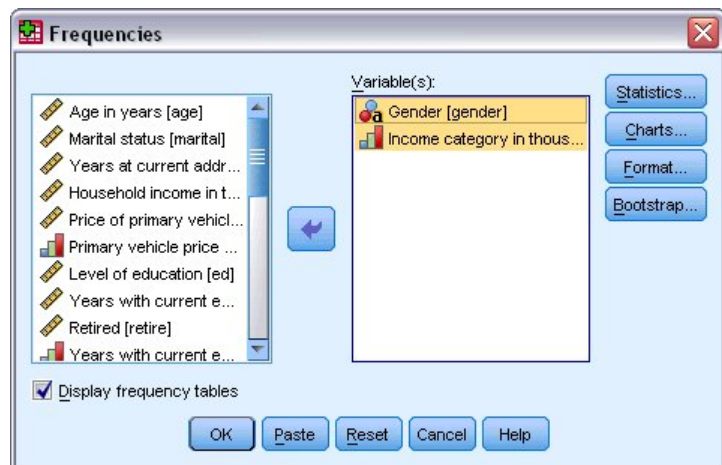 Frequencies
Variable(s):
Age in years [age]
Marital status [marital]
Years at current addr...
Household income in t...
Price of primary vehicl...
Primary vehicle price ...
Level of education [ed]
Years with current e...
Retired [retire]
Years with current e...
Gender [gender]
Income category in thous...
Statistics...
Charts...
Format...
Bootstrap...
Display frequency tables
OK
Paste
Reset
Cancel
Help